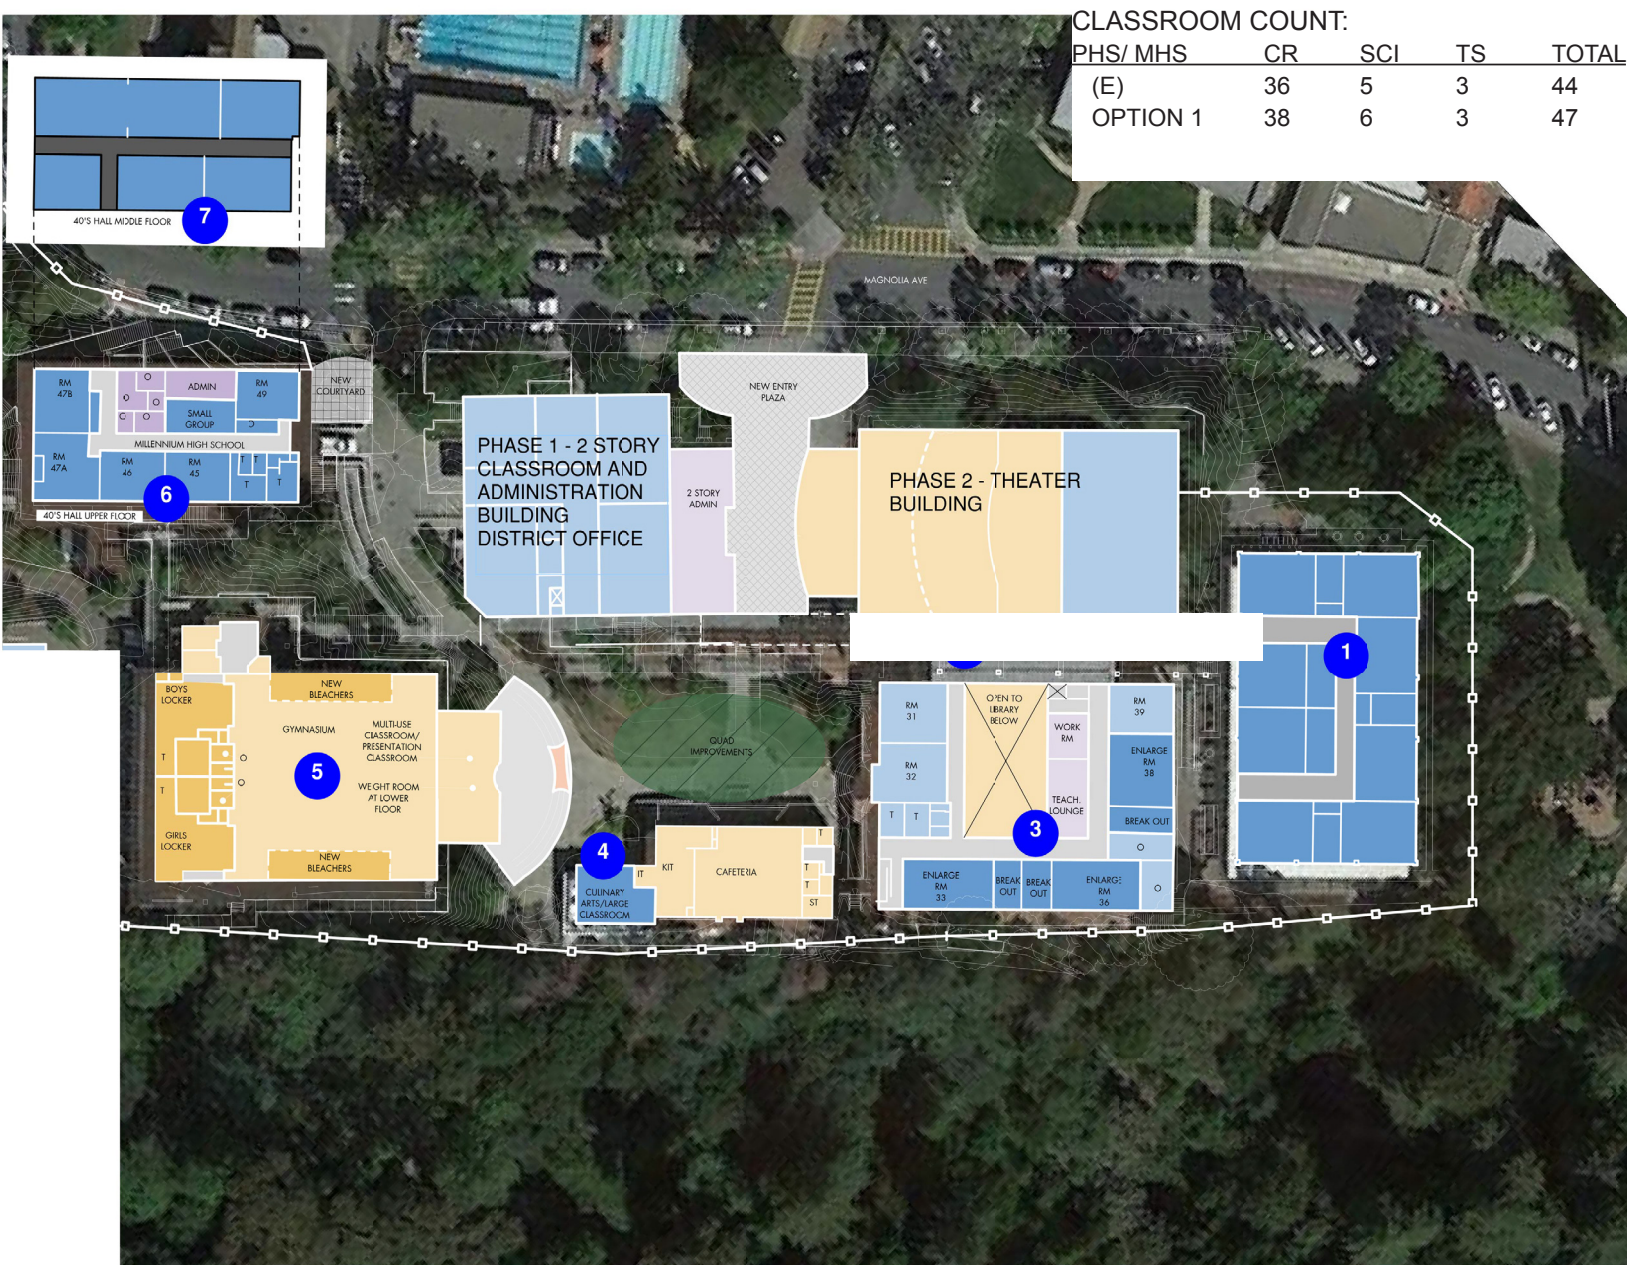 CLASSROOM COUNT:
PHS/ MHS CR SCI TS TOTAL
(E) 36 5 3 44
OPTION 1 38 6 3 47
40'S HALL MIDDLE FLOOR
7
MAGNOLIA AVE
RM
47B
ADMIN
RM
49
SMALL
GROUP
MILLENNIUM HIGH SCHOOL
RM
47A
RM
46
RM
45
T T
T
T
6
40'S HALL UPPER FLOOR
NEW
COURTYARD
NEW ENTRY
PLAZA
PHASE 1 - 2 STORY
CLASSROOM AND
ADMINISTRATION
BUILDING
DISTRICT OFFICE
2 STORY
ADMIN
PHASE 2 - THEATER
BUILDING
1
BOYS
LOCKER
NEW
BLEACHERS
GYMNASIUM
MULTI-USE
CLASSROOM/
PRESENTATION
CLASSROOM
WEIGHT ROOM
AT LOWER
FLOOR
5
T
T
GIRLS
LOCKER
NEW
BLEACHERS
QUAD
IMPROVEMENTS
4
CULINARY
ARTS/LARGE
CLASSROOM
IT
KIT
CAFETERIA
T
T
T
ST
RM
31
RM
32
T T
OPEN TO
LIBRARY
BELOW
WORK
RM
TEACH.
LOUNGE
3
RM
39
ENLARGE
RM
38
BREAK OUT
ENLARGE
RM
33
BREAK
OUT
BREAK
OUT
ENLARGE
RM
36